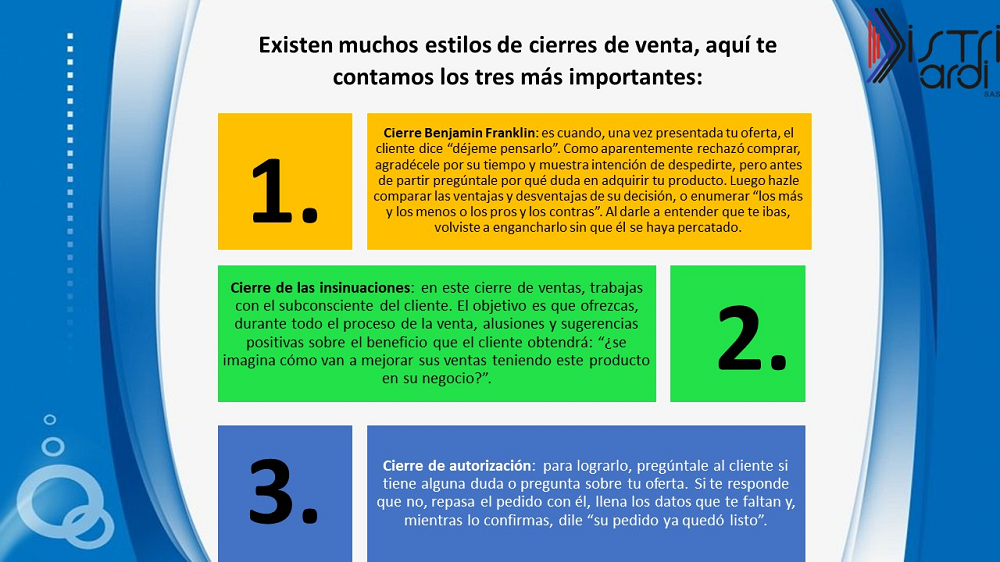 Existen muchos estilos de cierres de venta, aquí te
contamos los tres más importantes:
DiSTRI
ardi
SAS
1.
Cierre Benjamin Franklin: es cuando, una vez presentada tu oferta, el
cliente dice “déjeme pensarlo”. Como aparentemente rechazó comprar,
agradécele por su tiempo y muestra intención de despedirte, pero antes
de partir pregúntale por qué duda en adquirir tu producto. Luego hazle
comparar las ventajas y desventajas de su decisión, o enumerar “los más
y los menos o los pros y los contras”. Al darle a entender que te ibas,
volviste a engancharlo sin que él se haya percatado.
Cierre de las insinuaciones: en este cierre de ventas, trabajas
con el subconsciente del cliente. El objetivo es que ofrezcas,
durante todo el proceso de la venta, alusiones y sugerencias
positivas sobre el beneficio que el cliente obtendrá: “¿se
imagina cómo van a mejorar sus ventas teniendo este producto
en su negocio?”.
2.
3.
Cierre de autorización: para lograrlo, pregúntale al cliente si
tiene alguna duda o pregunta sobre tu oferta. Si te responde
que no, repasa el pedido con él, llena los datos que te faltan y,
mientras lo confirmas, dile “su pedido ya quedó listo”.